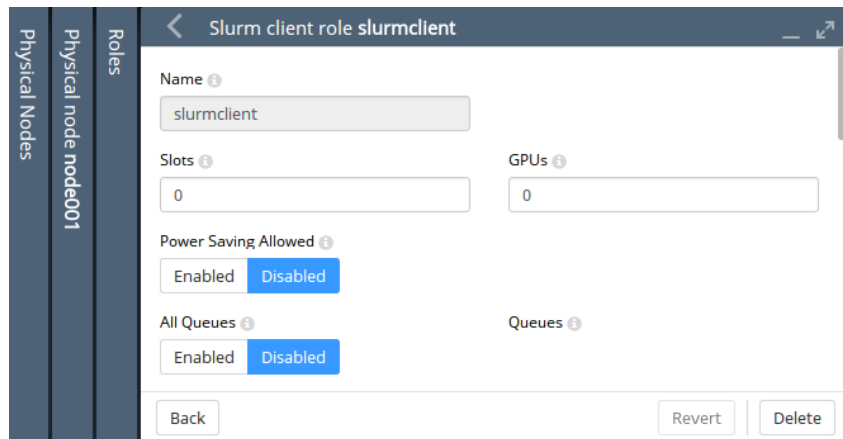 Physical Nodes
Physical node node001
Roles
Slurm client role slurmclient
Name
slurmclient
Slots GPUs
0 0
Power Saving Allowed
Enabled Disabled
All Queues Queues
Enabled Disabled
Back Revert Delete